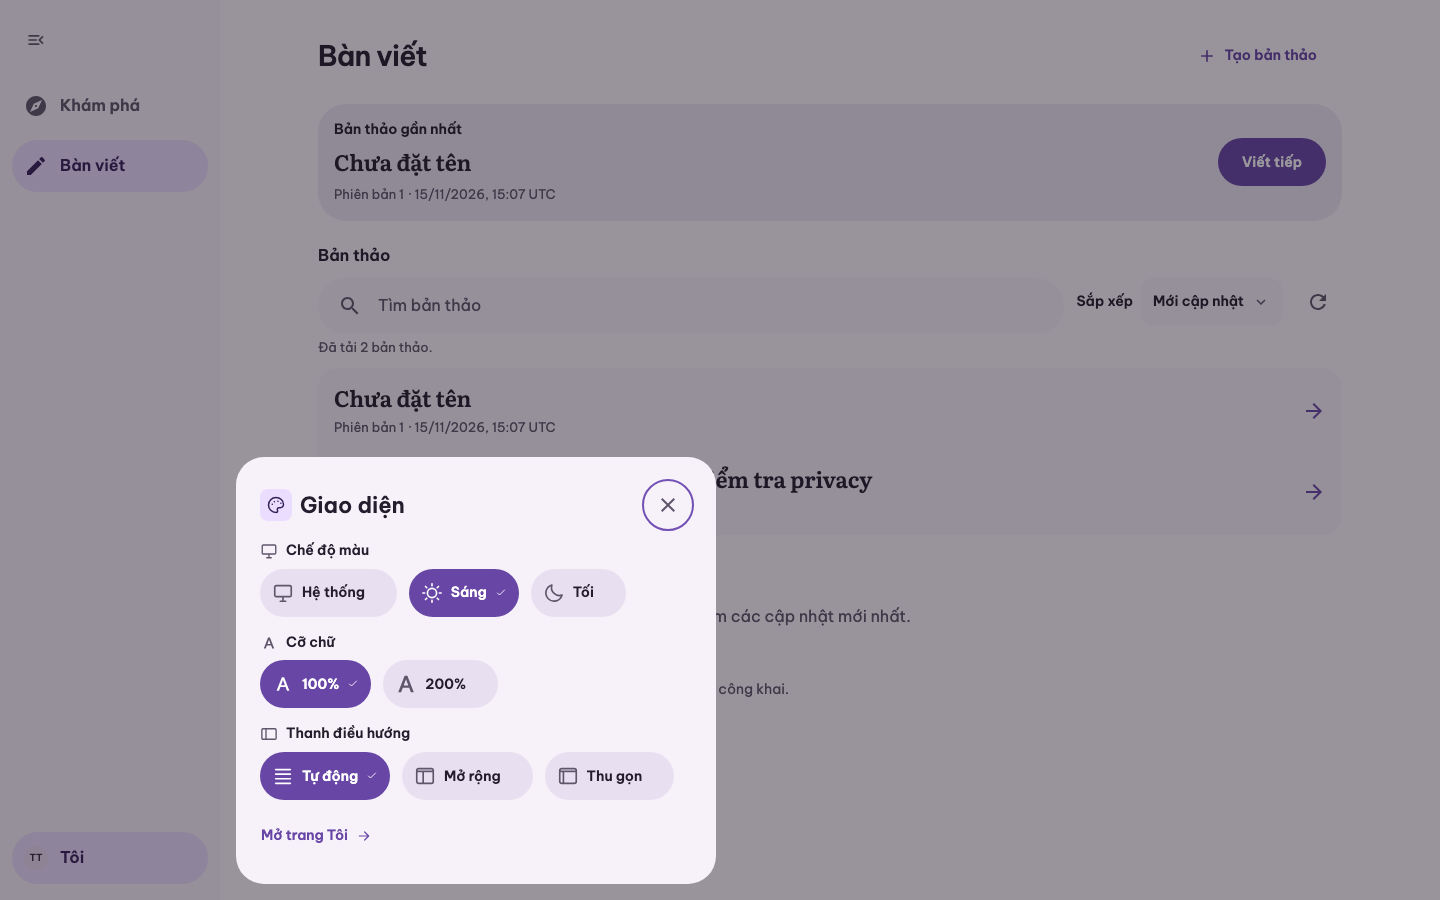 Khám phá
Bàn viết
Bàn viết
Tạo bản thảo
Bản thảo gần nhất
Chưa đặt tên
Phiên bản 1 · 15/11/2026, 15:07 UTC
Viết tiếp
Bản thảo
Tìm bản thảo
Sắp xếp
Mới cập nhật
Đã tải 2 bản thảo.
Chưa đặt tên
Phiên bản 1 · 15/11/2026, 15:07 UTC
tra privacy
các cập nhật mới nhất.
công khai.
Giao diện
Chế độ màu
Hệ thống
Sáng
Tối
A Cỡ chữ
A 100%
A 200%
Thanh điều hướng
Tự động
Mở rộng
Thu gọn
Mở trang Tôi
TT Tôi